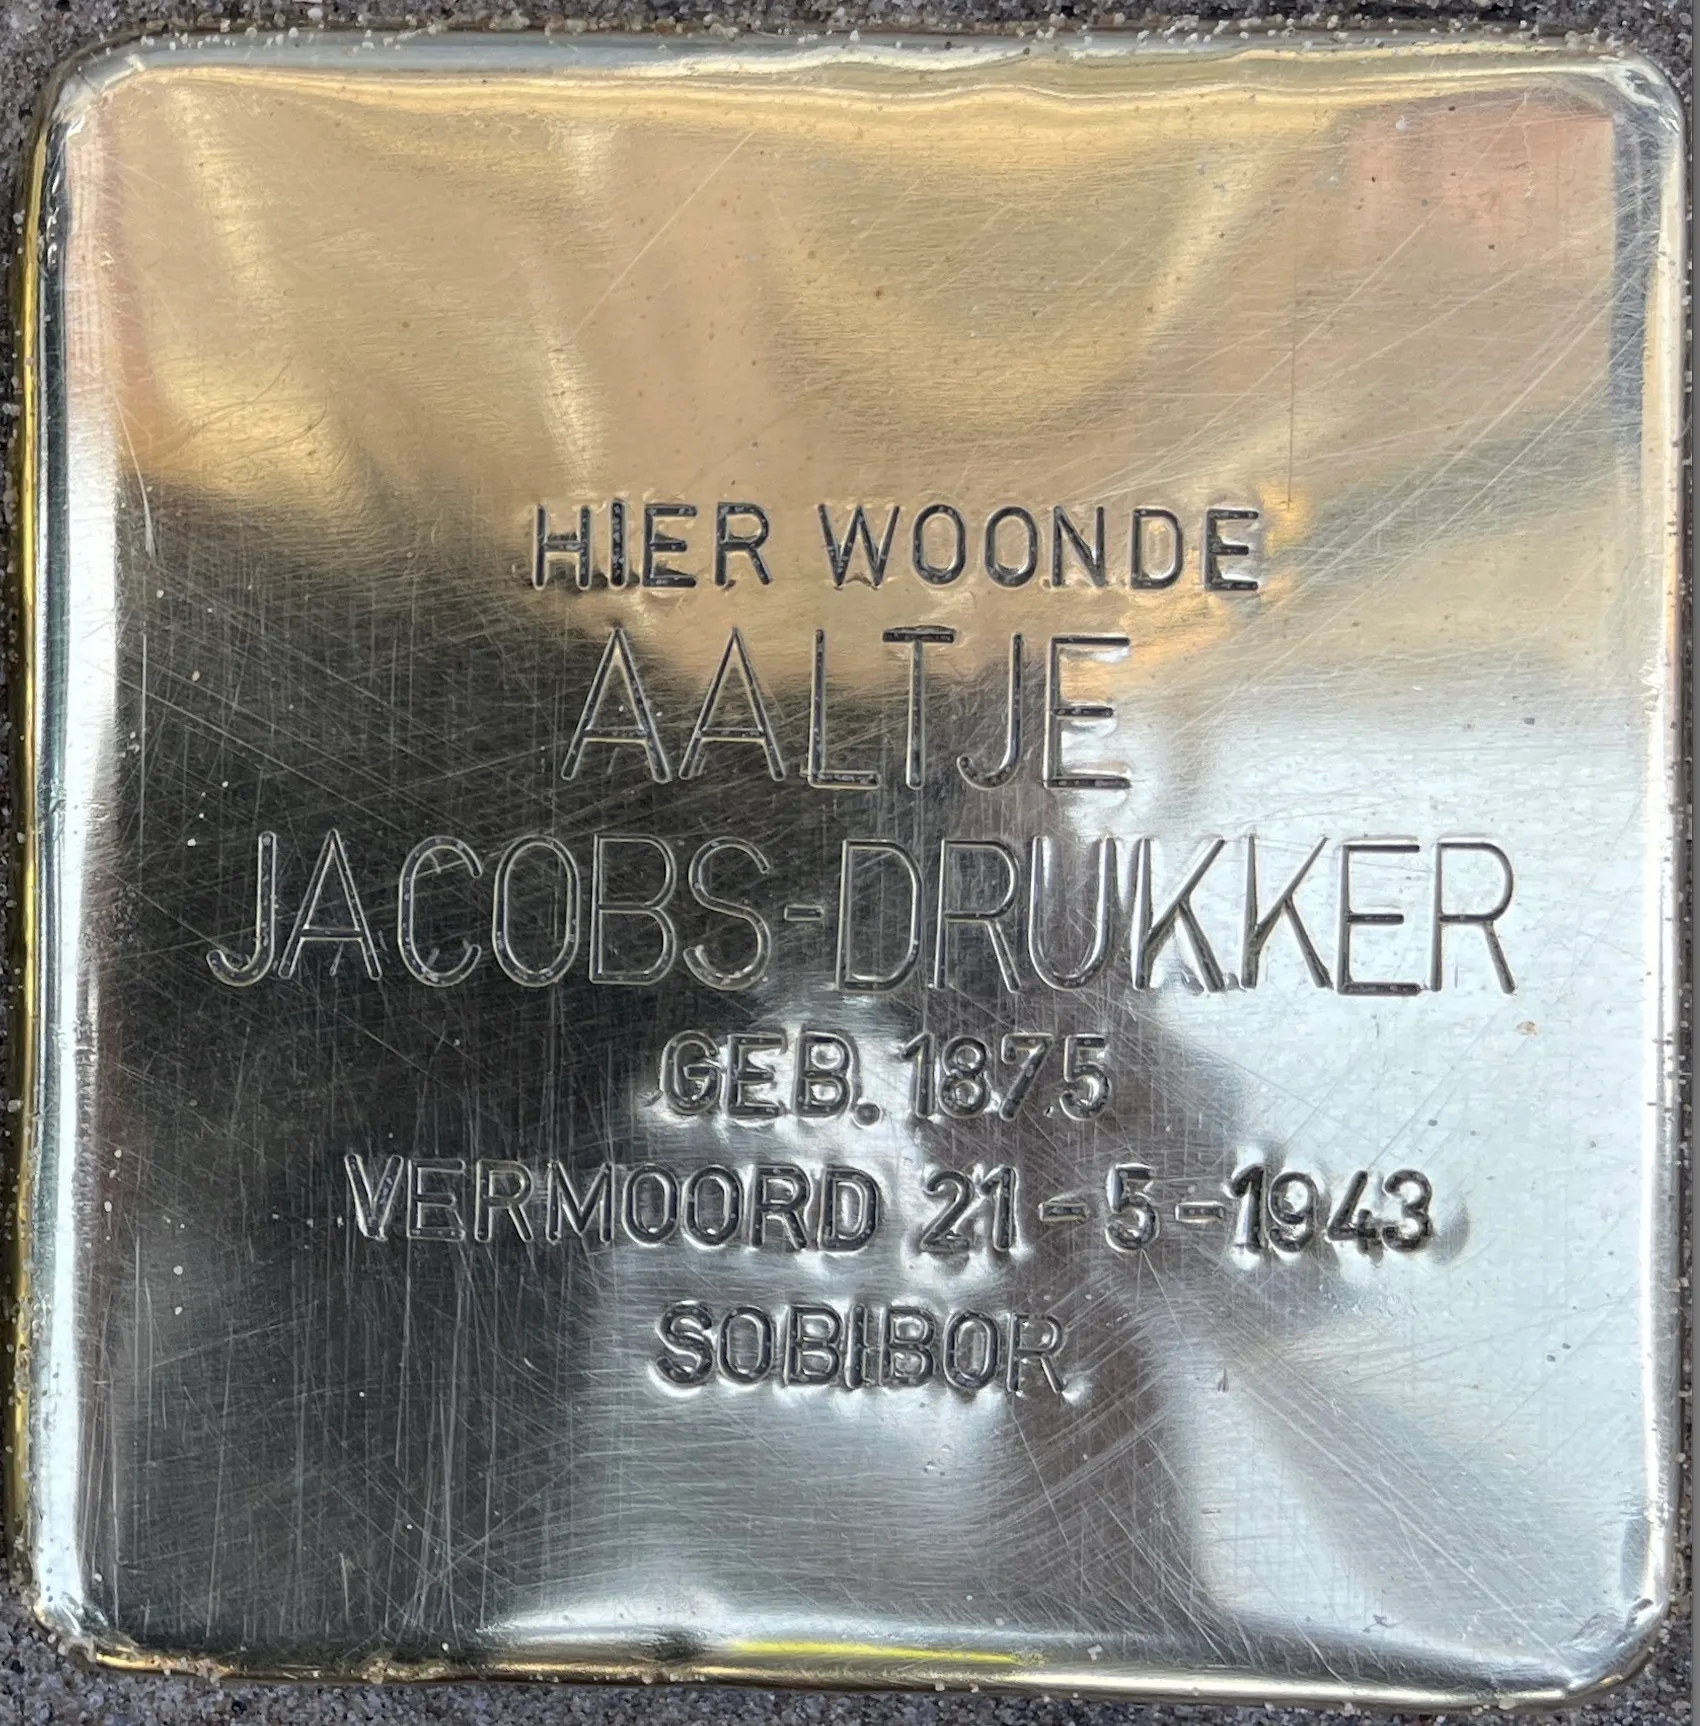 HIER WOONDE
AALTJE
JACOBS-DRUKKER
GEB. 1875
VERMOORD 21-5-1943
SOBIBOR